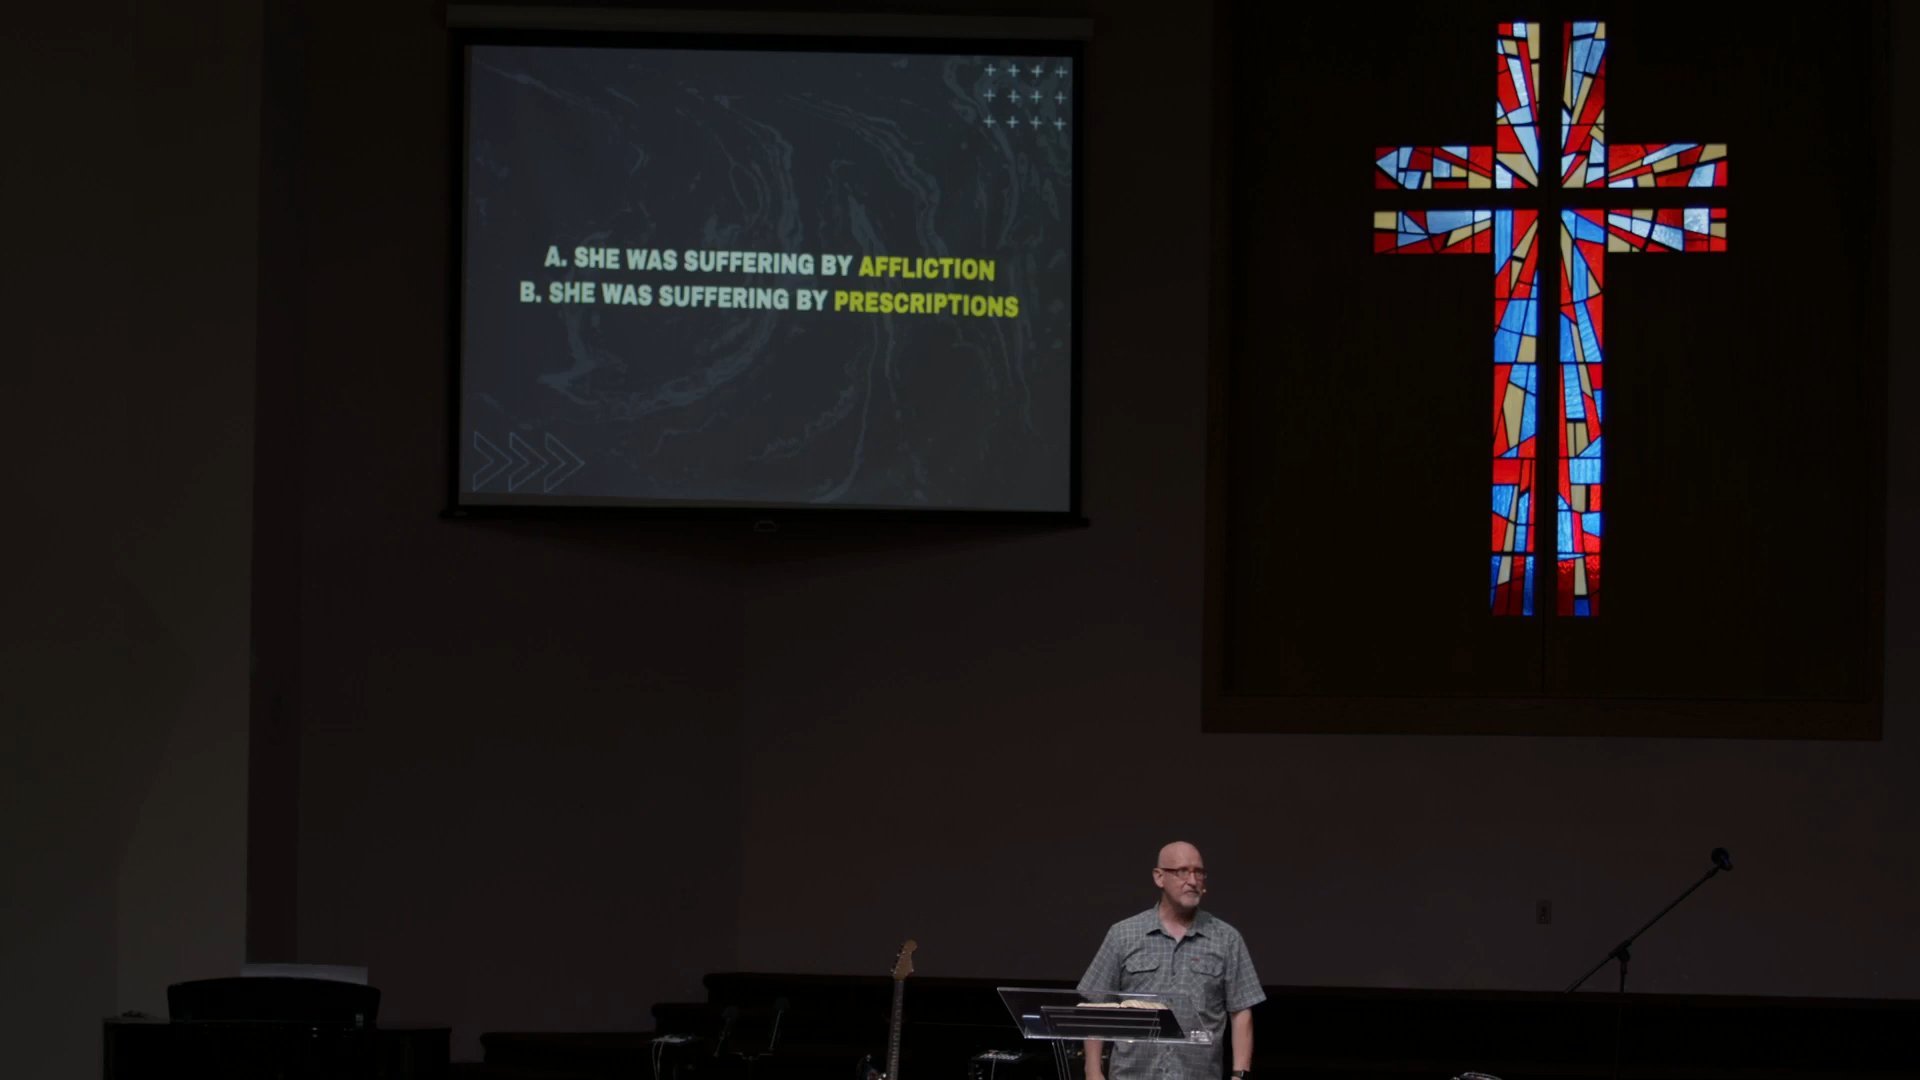 A. SHE WAS SUFFERING BY AFFLICTION
B. SHE WAS SUFFERING BY PRESCRIPTIONS